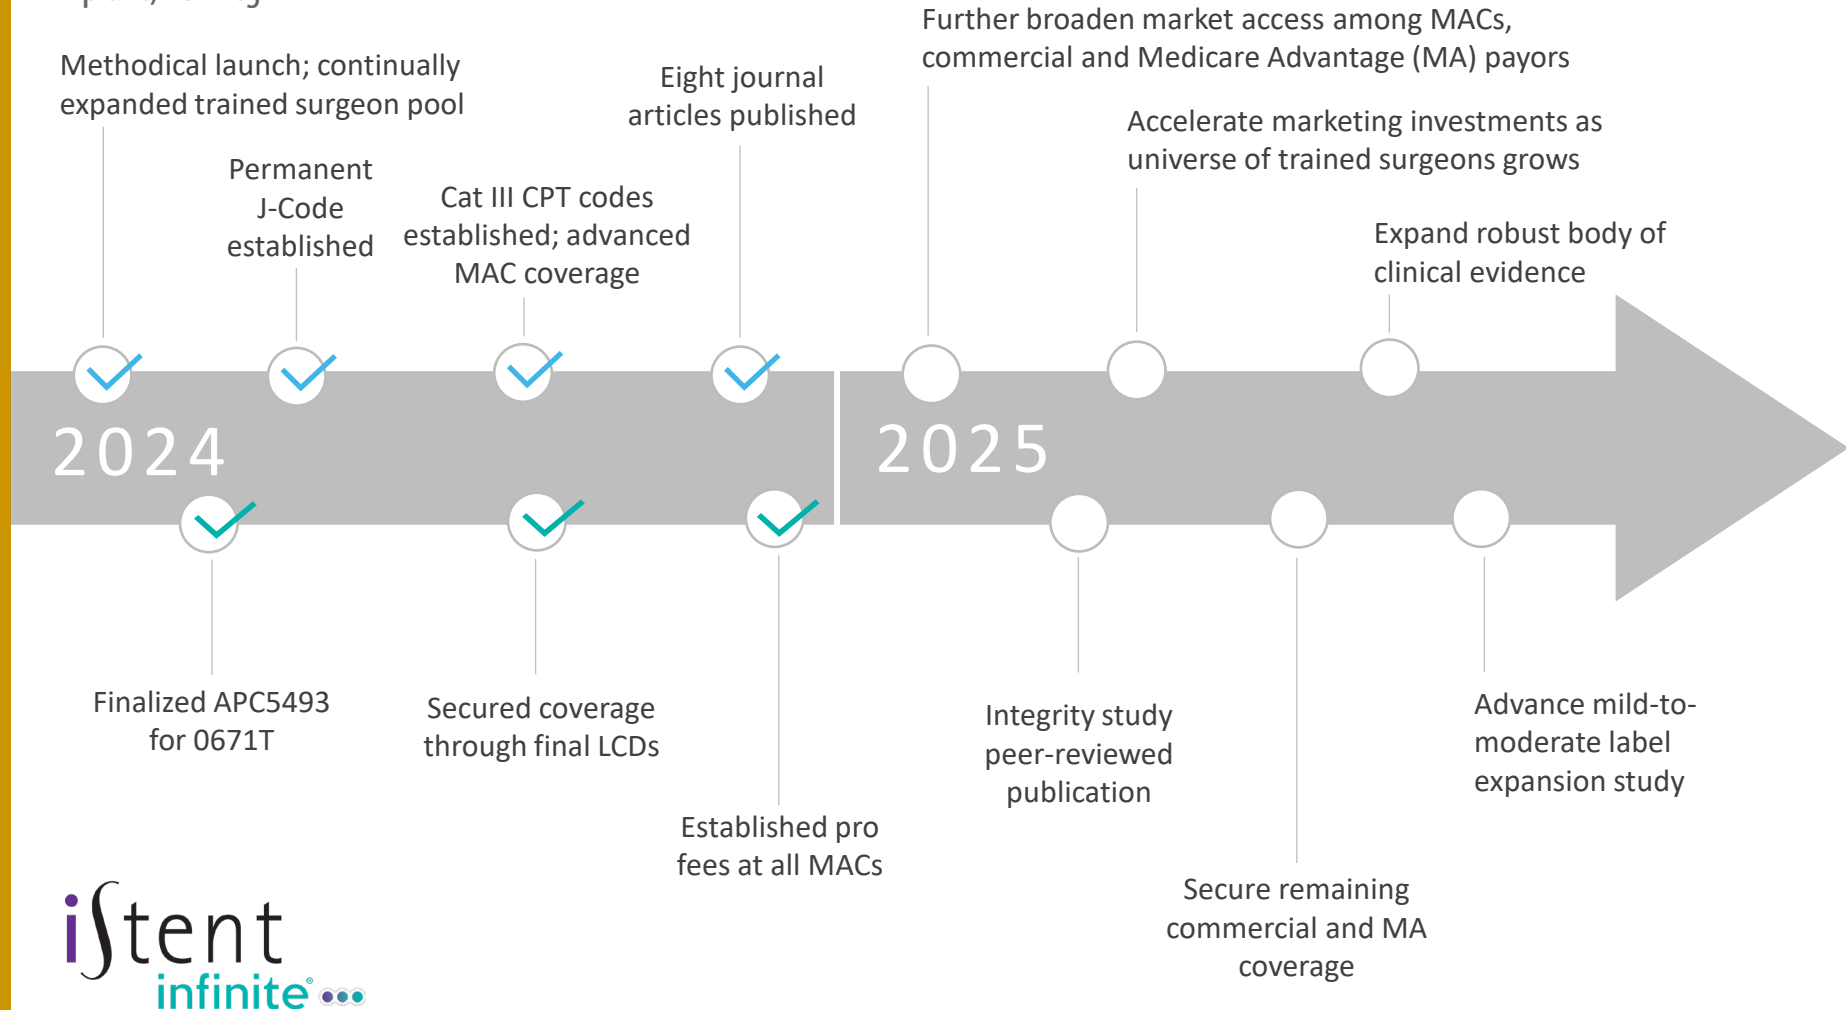 Methodical launch; continually
expanded trained surgeon pool
Permanent
J-Code
established
Cat III CPT codes
established; advanced
MAC coverage
Eight journal
articles published
Further broaden market access among MACs,
commercial and Medicare Advantage (MA) payors
Accelerate marketing investments as
universe of trained surgeons grows
Expand robust body of
clinical evidence
2024
2025
Finalized APC5493
for 0671T
Secured coverage
through final LCDs
Established pro
fees at all MACs
Integrity study
peer-reviewed
publication
Secure remaining
commercial and MA
coverage
Advance mild-to-
moderate label
expansion study
iStent
infinite®